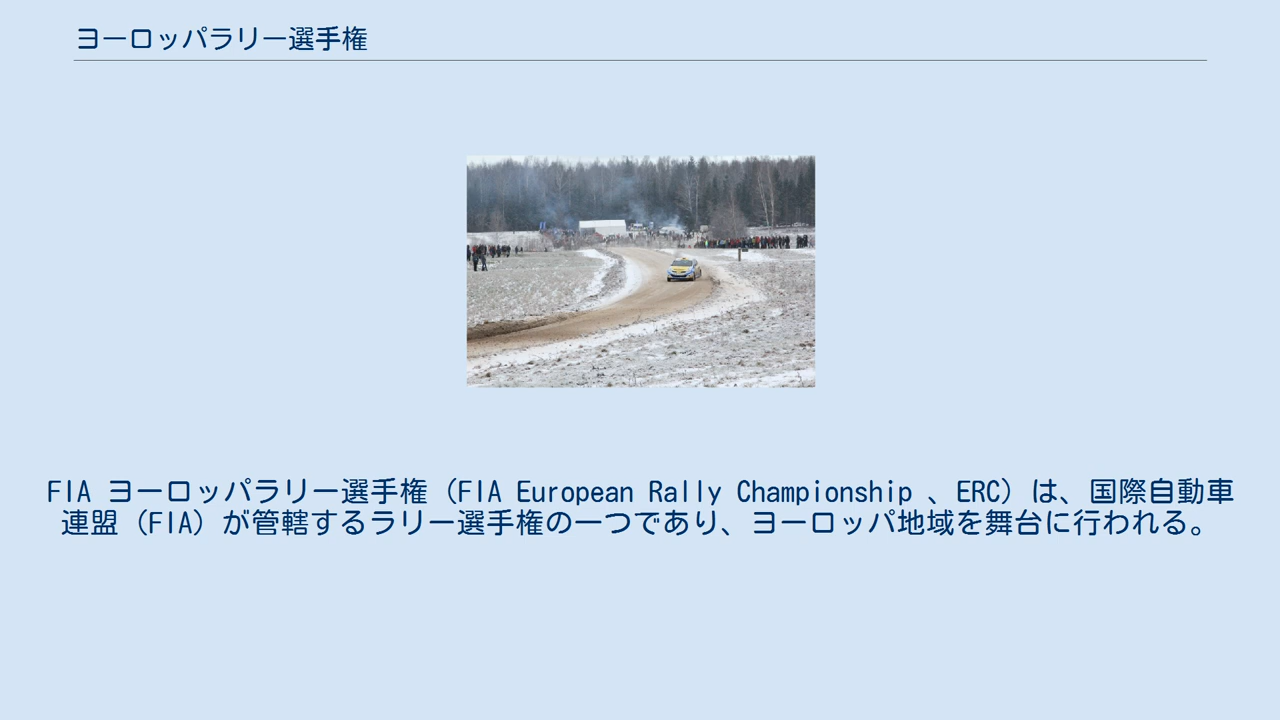 ヨーロッパラリー選手権
FIA ヨーロッパラリー選手権（FIA European Rally Championship 、ERC）は、国際自動車
連盟（FIA）が管轄するラリー選手権の一つであり、ヨーロッパ地域を舞台に行われる。